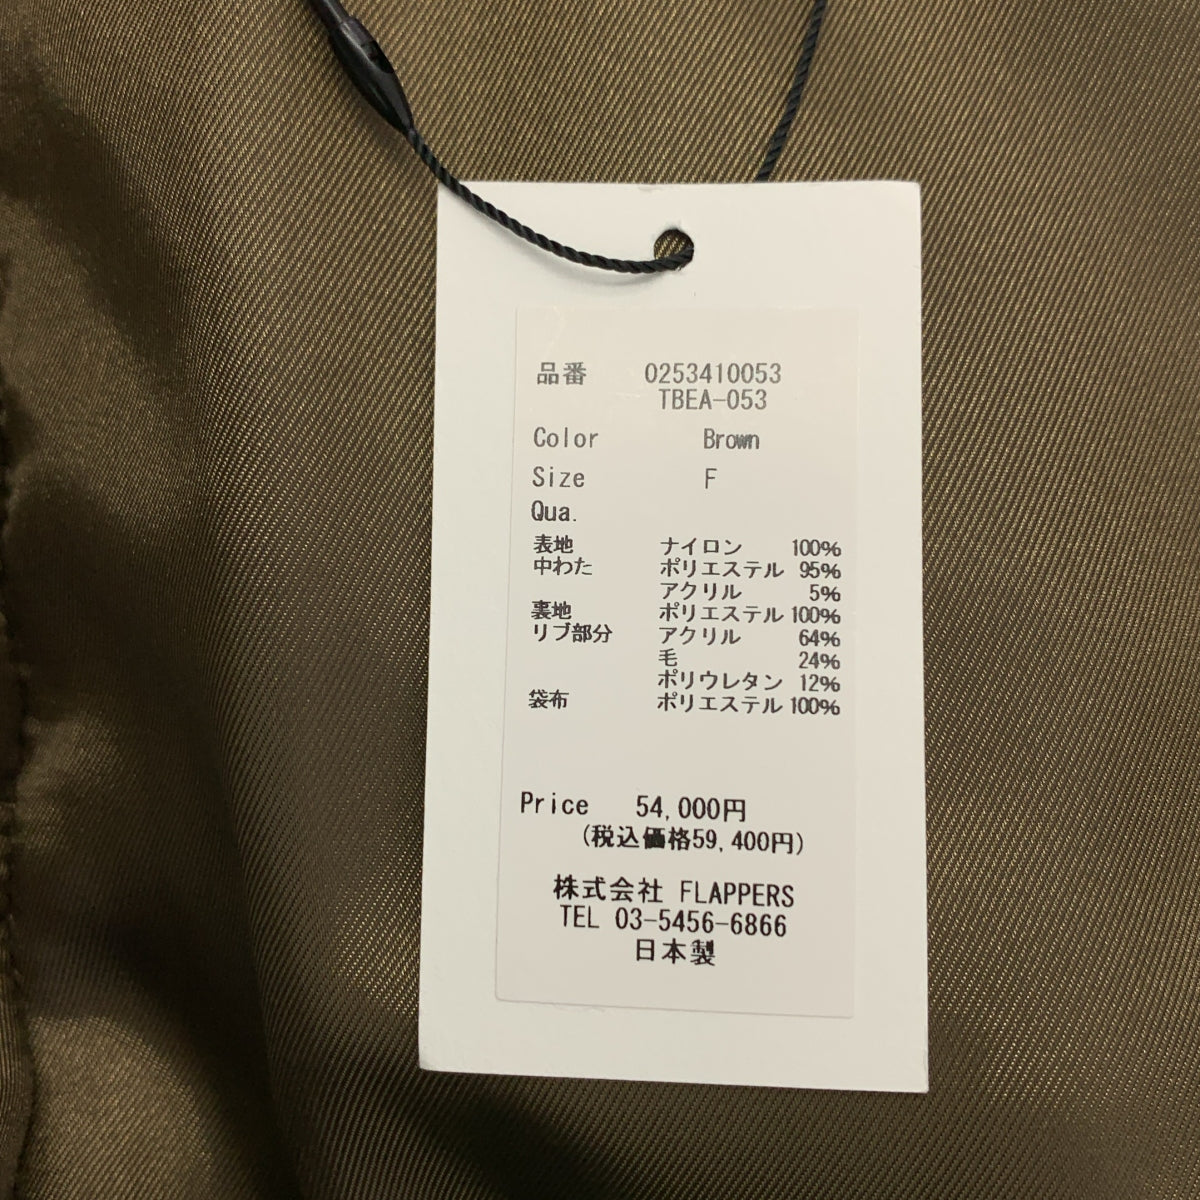 品番 0253410053
TBEA-053
Color Brown
Size F
Qua.
表地 ナイロン 100%
中わた ポリエステル 95%
アクリル 5%
裏地 ポリエステル 100%
リブ部分 アクリル 64%
毛 24%
ポリウレタン 12%
袋布 ポリエステル 100%
Price 54,000円
(税込価格59,400円)
株式会社 FLAPPERS
TEL 03-5456-6866
日本製